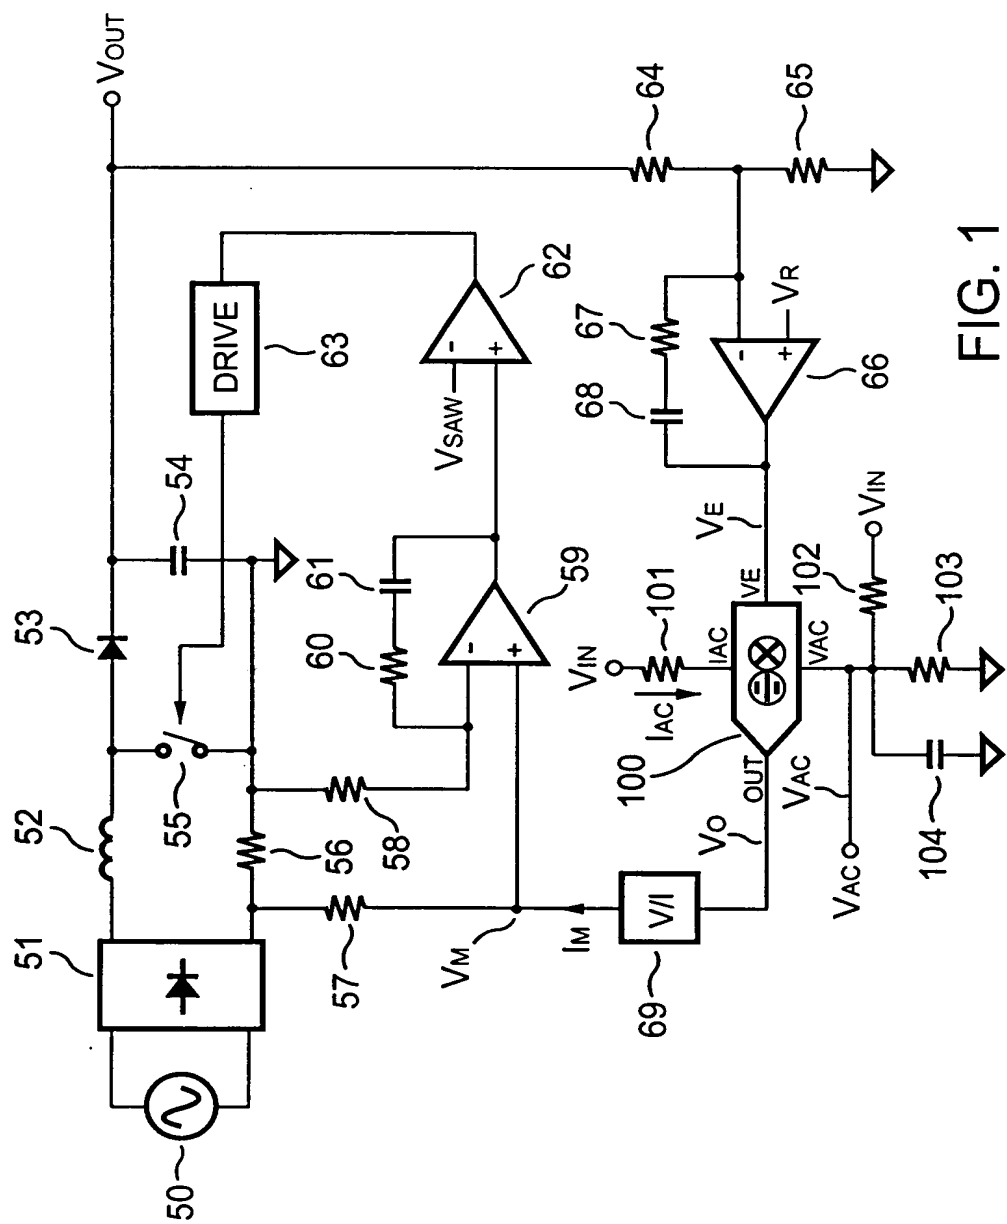 50
51
52
53
54
VOUT
55
56
57
58
60
61
59
DRIVE
63
-
+
-
+
VSAW
62
64
65
VM
IM
V/I
69
VO
OUT
100
IAC
VIN
101
IAC
VE
VAC
VE
68
67
-
+
VR
66
VAC
VAC
104
103
102
VIN
FIG. 1